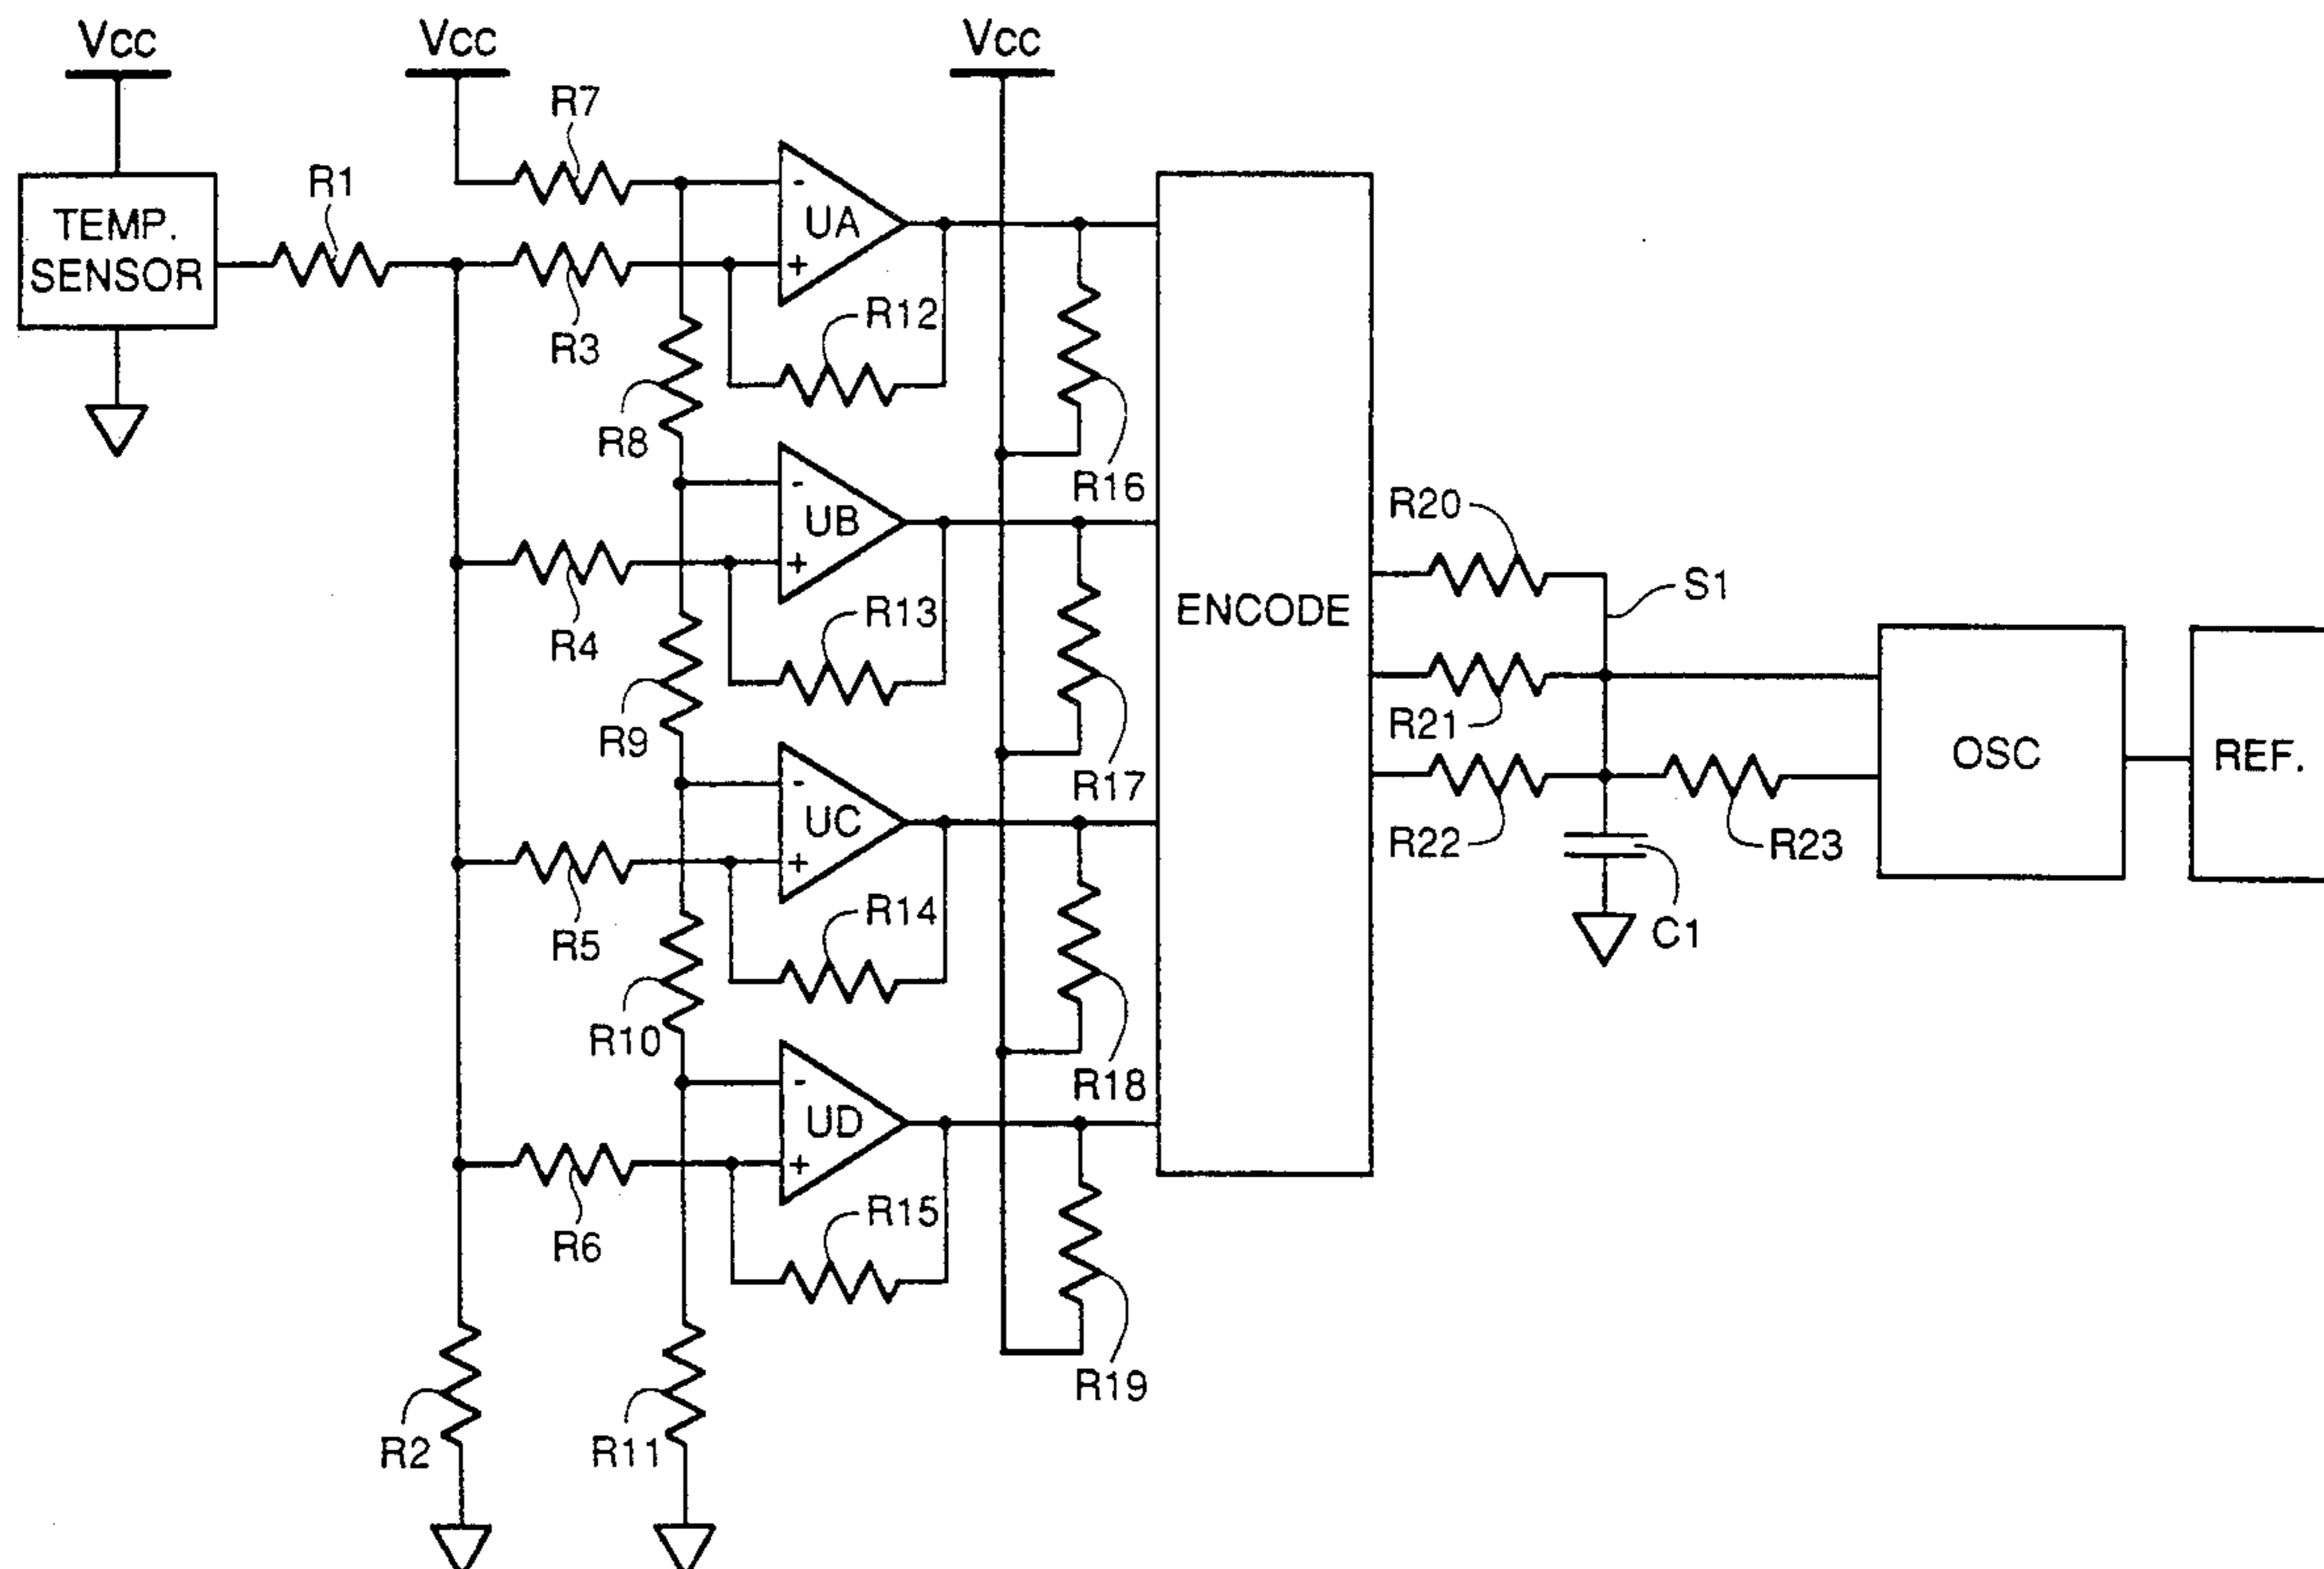 Vcc
Vcc
Vcc
R7
R1
TEMP.
SENSOR
-
UA
+
R3
R12
R8
R16
-
UB
+
R4
R13
R9
R17
ENCODE
R20
S1
R21
R22
R23
C1
OSC
REF.
-
UC
+
R5
R14
R10
R18
-
UD
+
R6
R15
R19
R2
R11